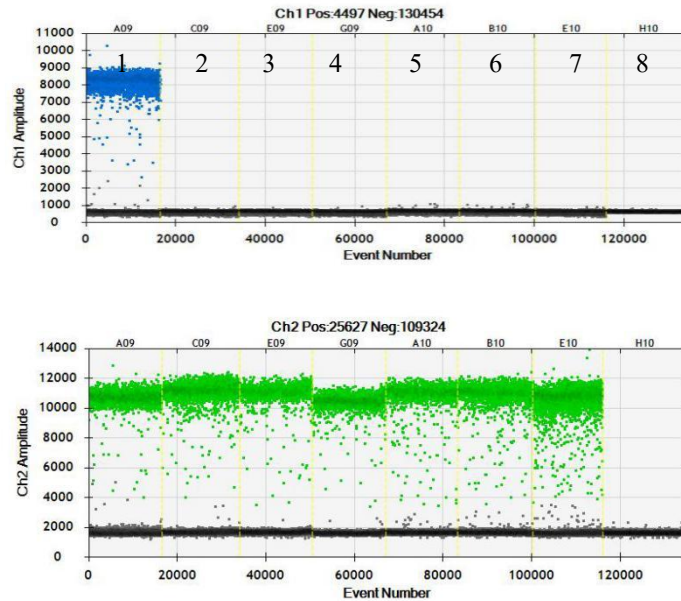 Ch1 Pos:4497 Neg:130454
A09 C09 E09 G09 A10 B10 E10 H10
11000
10000
9000
8000
7000
6000
5000
4000
3000
2000
1000
0
1 2 3 4 5 6 7 8
Ch1 Amplitude
0 20000 40000 60000 80000 100000 120000
Event Number
Ch2 Pos:25627 Neg:109324
A09 C09 E09 G09 A10 B10 E10 H10
14000
12000
10000
8000
6000
4000
2000
0
Ch2 Amplitude
0 20000 40000 60000 80000 100000 120000
Event Number